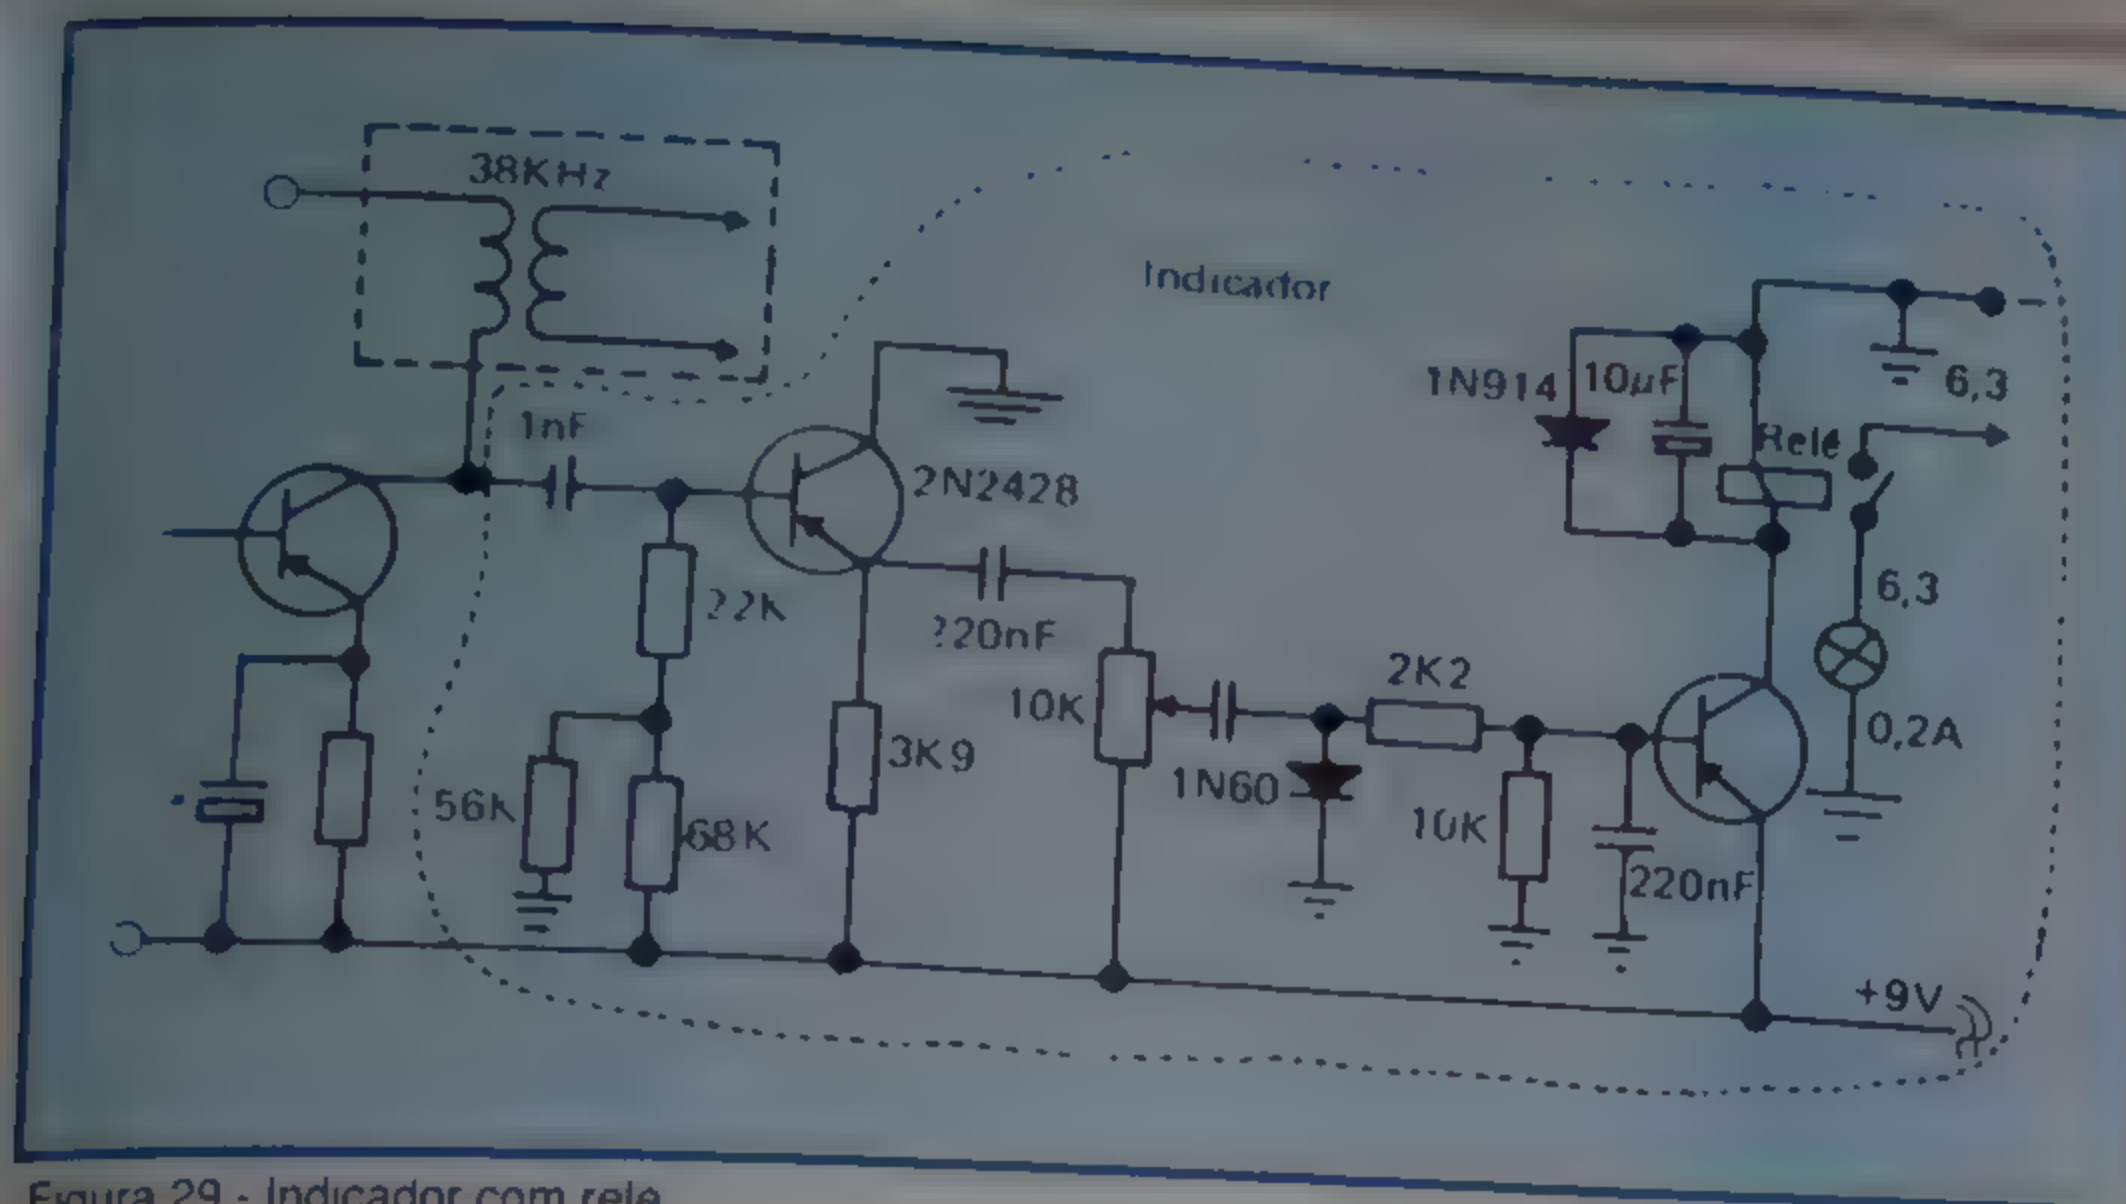 38KHz
Indicador
1nF
2N2428
1N914
10µF
Relé
6,3
22K
220nF
6,3
10K
2K2
3K9
1N60
0,2A
56K
68K
10K
220nF
+9V
Figura 29 - Indicador com rele